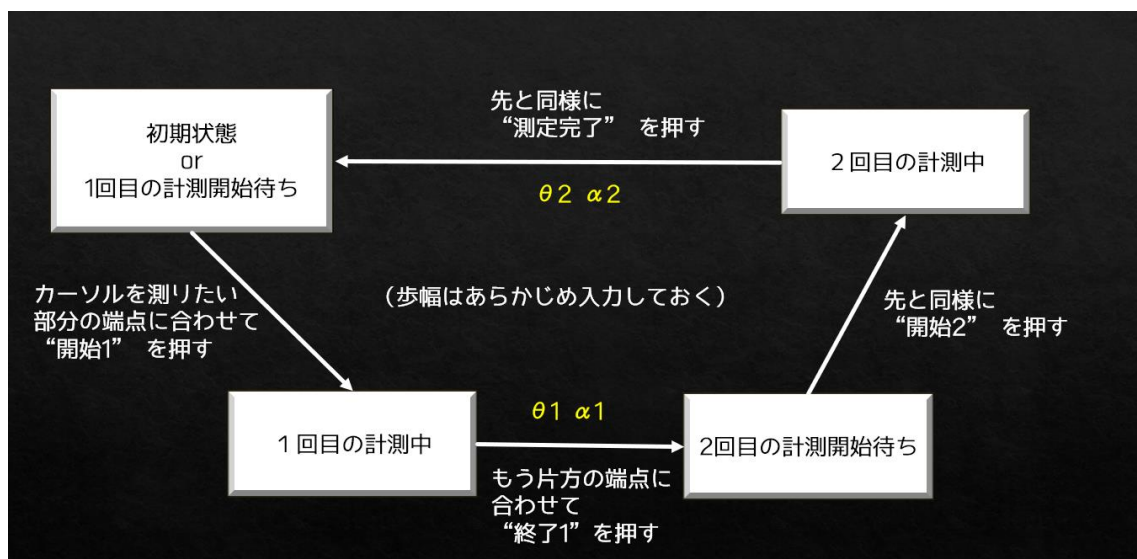 初期状態
or
1回目の計測開始待ち
先と同様に
“測定完了” を押す
θ2 α2
2回目の計測中
カーソルを測りたい
部分の端点に合わせて
“開始1” を押す
(歩幅はあらかじめ入力しておく)
先と同様に
“開始2” を押す
1回目の計測中
θ1 α1
もう片方の端点に
合わせて
“終了1”を押す
2回目の計測開始待ち